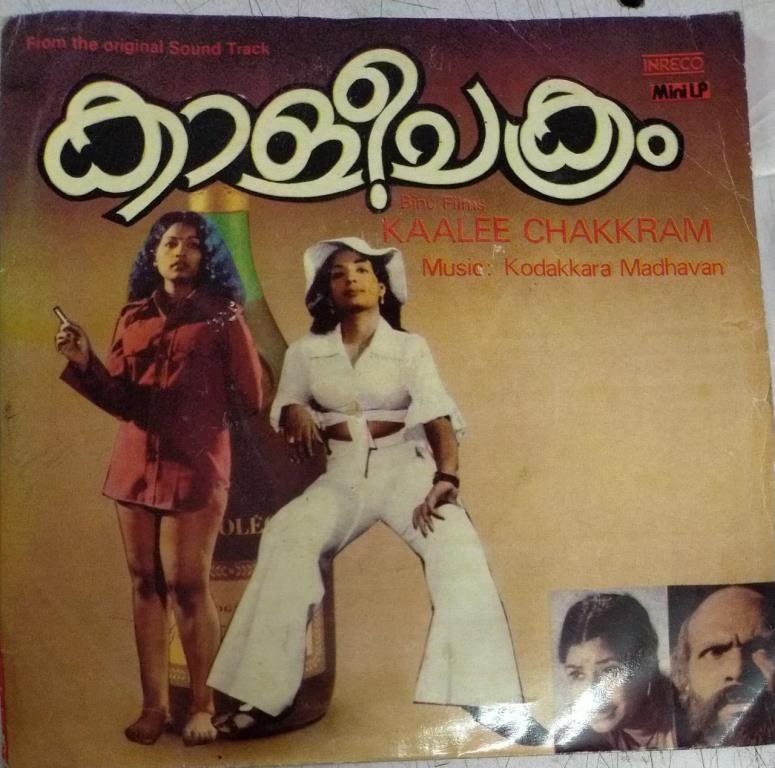 From the original Sound Track
INRECO
Mini LP
കാളീചക്രം
Binu Films
KAALEE CHAKKRAM
Music: Kodakkara Madhavan